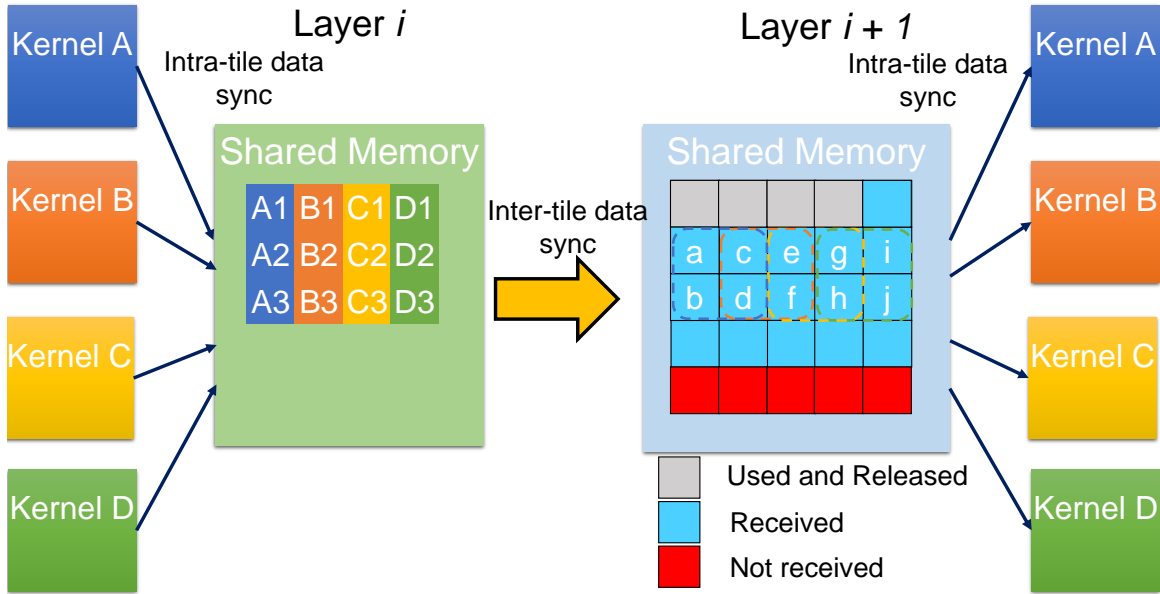 Layer i
Layer i + 1
Kernel A
Kernel B
Kernel C
Kernel D
Intra-tile data
sync
Shared Memory
A1 B1 C1 D1
A2 B2 C2 D2
A3 B3 C3 D3
Inter-tile data
sync
Shared Memory
a c e g i
b d f h j
Used and Released
Received
Not received
Intra-tile data
sync
Kernel A
Kernel B
Kernel C
Kernel D